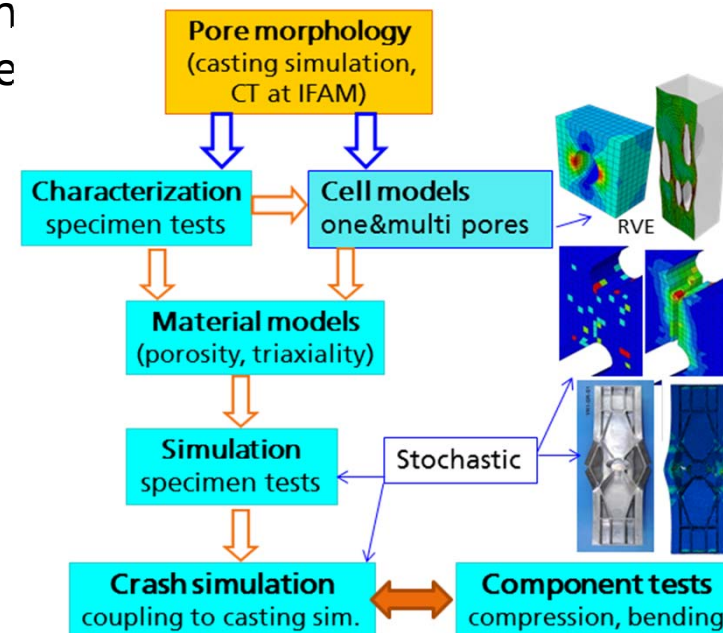 n
e
Pore morphology
(casting simulation,
CT at IFAM)
Characterization
specimen tests
Cell models
one&multi pores
RVE
Material models
(porosity, triaxiality)
Simulation
specimen tests
Stochastic
Crash simulation
coupling to casting sim.
Component tests
compression, bending